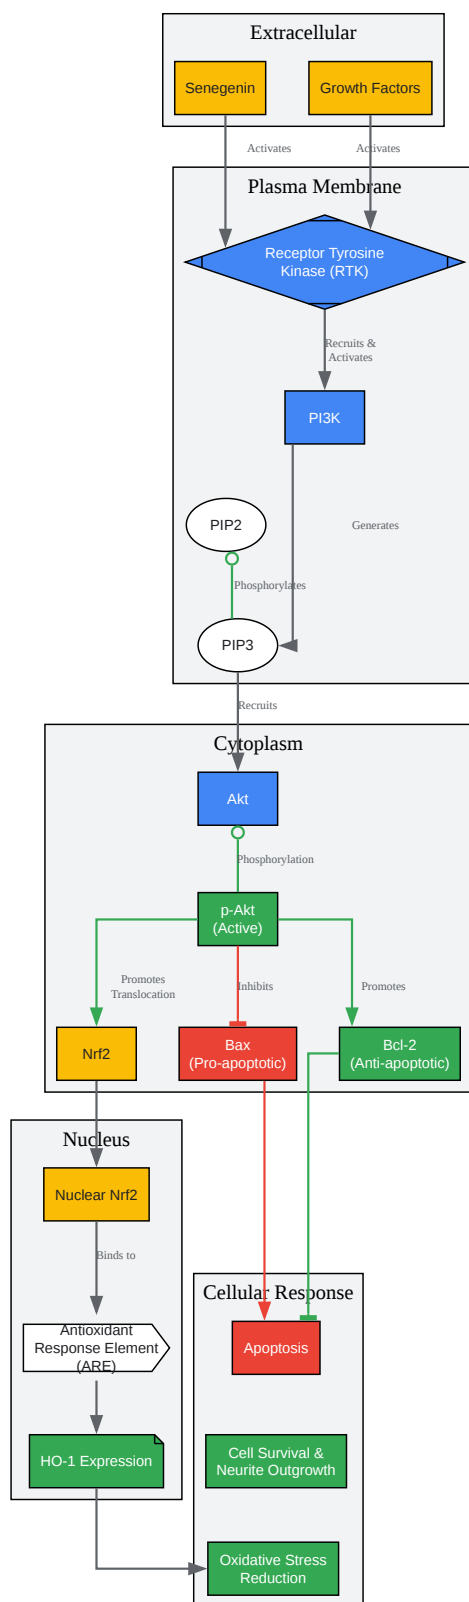 Extracellular
Senegenin
Growth Factors
Activates
Activates
Plasma Membrane
Receptor Tyrosine
Kinase (RTK)
Recruits &
Activates
PI3K
PIP2
Generates
Phosphorylates
PIP3
Recruits
Cytoplasm
Akt
Phosphorylation
p-Akt
(Active)
Promotes
Translocation
Inhibits
Promotes
Nrf2
Bax
(Pro-apoptotic)
Bcl-2
(Anti-apoptotic)
Nucleus
Nuclear Nrf2
Binds to
Antioxidant
Response Element
(ARE)
HO-1 Expression
Cellular Response
Apoptosis
Cell Survival &
Neurite Outgrowth
Oxidative Stress
Reduction